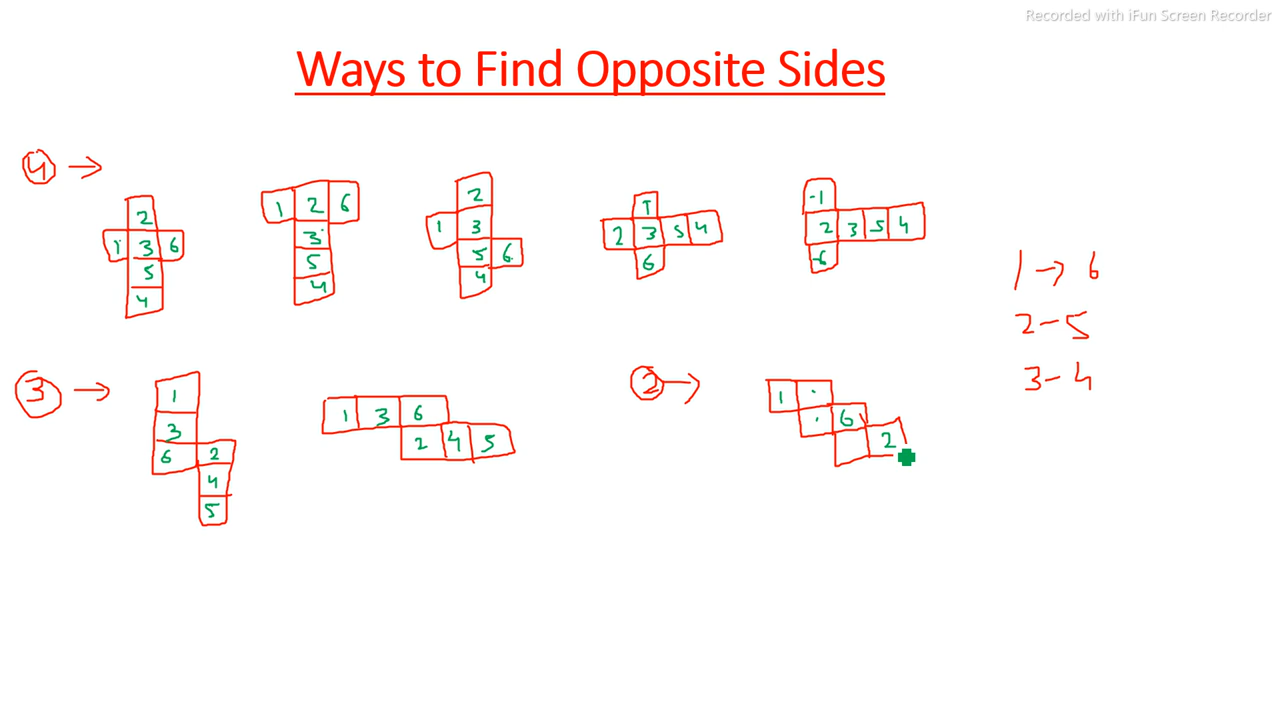 Recorded with iFun Screen Recorder
Ways to Find Opposite Sides
4 →
2
1 3 6
5
4
1 2 6
3
5
4
2
1 3
5 6
4
1
2 3 5 4
6
-1
2 3 5 4
-6
1 → 6
2 - 5
3 - 4
3 →
1
3
6 2
4
5
1 3 6
2 4 5
2 →
1 ·
· 6
2